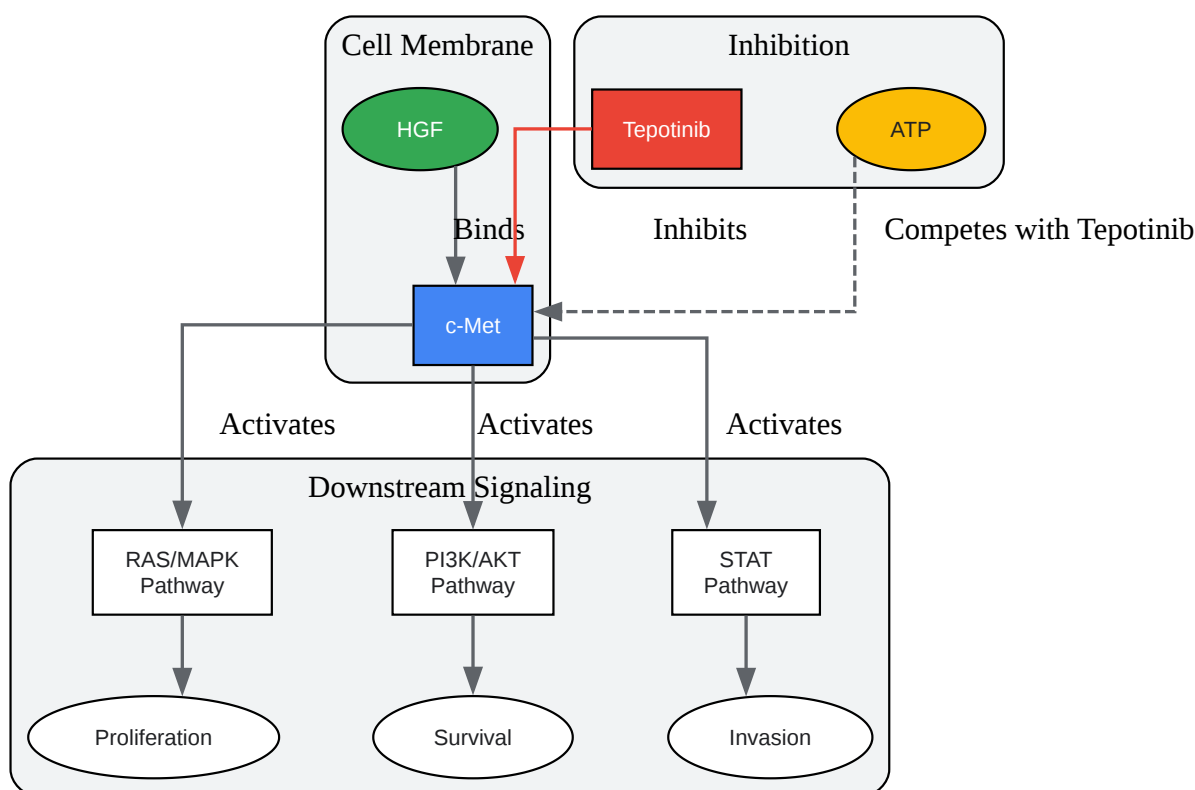 Cell Membrane
Inhibition
HGF
Tepotinib
ATP
Binds
Inhibits
Competes with Tepotinib
c-Met
Activates
Activates
Activates
Downstream Signaling
RAS/MAPK
Pathway
PI3K/AKT
Pathway
STAT
Pathway
Proliferation
Survival
Invasion